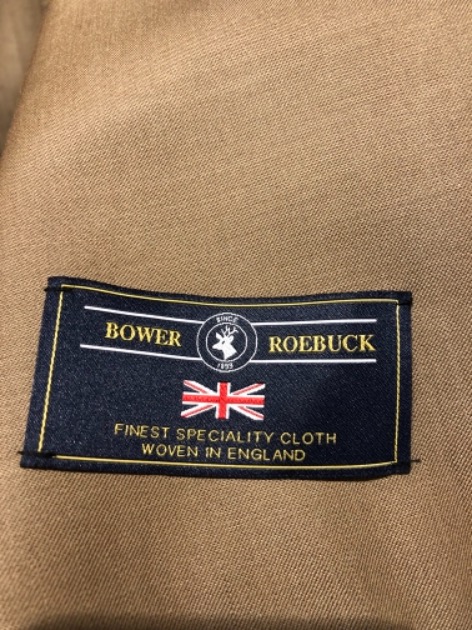 SINCE
BOWER ROEBUCK
1899
FINEST SPECIALITY CLOTH
WOVEN IN ENGLAND